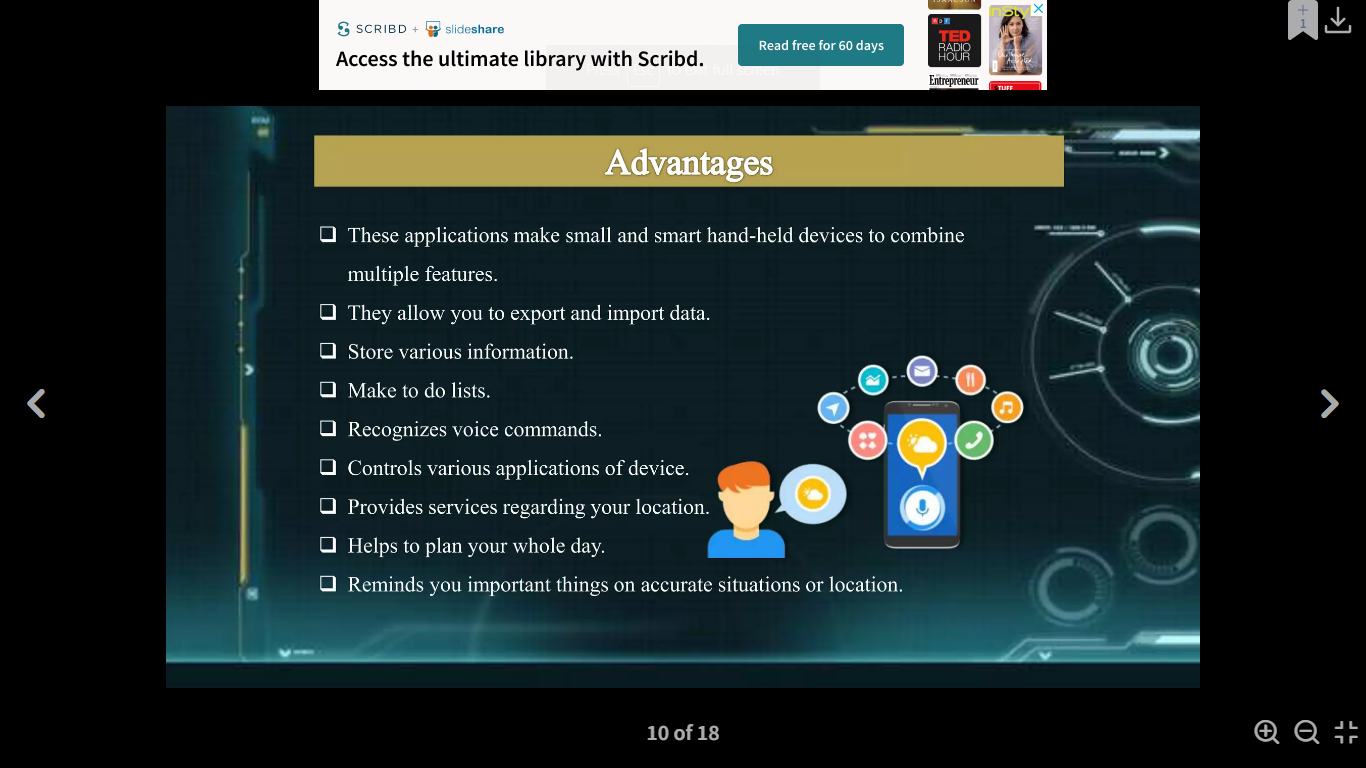 SCRIBD + slideshare
Access the ultimate library with Scribd.
Read free for 60 days
TED
RADIO
HOUR
InStyle
Entrepreneur
1
Advantages
These applications make small and smart hand-held devices to combine
multiple features.
They allow you to export and import data.
Store various information.
Make to do lists.
Recognizes voice commands.
Controls various applications of device.
Provides services regarding your location.
Helps to plan your whole day.
Reminds you important things on accurate situations or location.
10 of 18